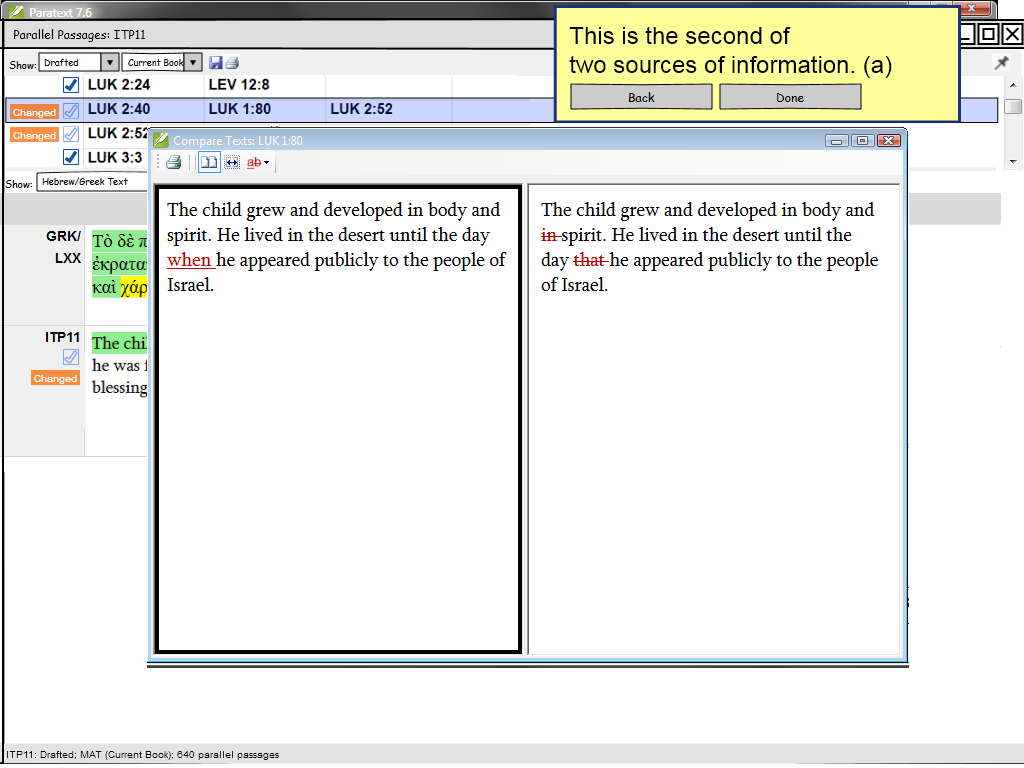 Paratext 7.6
Parallel Passages: ITP11
This is the second of
two sources of information. (a)
Back Done
Show: Drafted Current Book
LUK 2:24 LEV 12:8
Changed LUK 2:40 LUK 1:80 LUK 2:52
Changed LUK 2:52
LUK 3:3
Show: Hebrew/Greek Text
Compare Texts: LUK 1:80
ab
The child grew and developed in body and
spirit. He lived in the desert until the day
when he appeared publicly to the people of
Israel.
The child grew and developed in body and
in spirit. He lived in the desert until the
day that he appeared publicly to the people
of Israel.
GRK/
LXX
Τὸ δὲ
καὶ
ITP11
Changed
The
he was
blessing
ITP11: Drafted; MAT (Current Book); 640 parallel passages